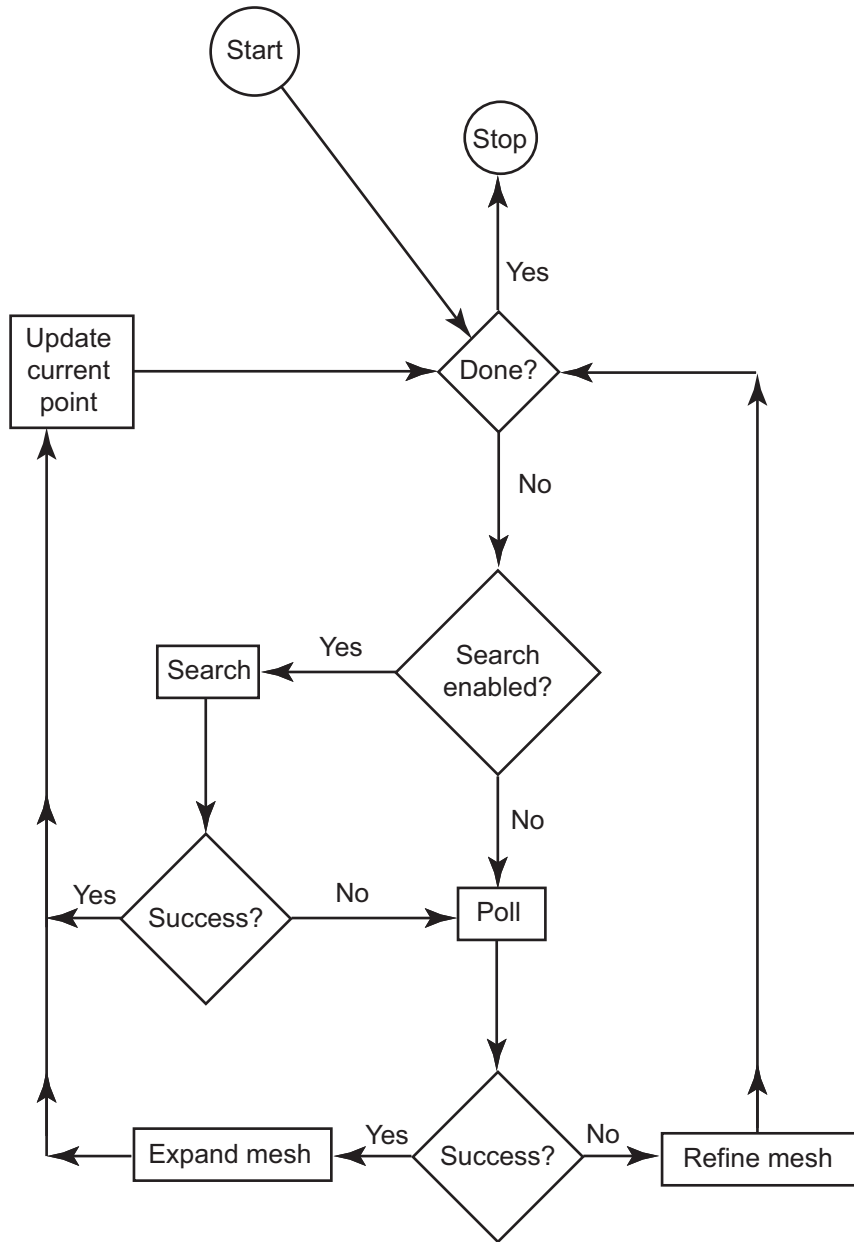 Start
Stop
Yes
Update
current
point
Done?
No
Yes
Search
Search
enabled?
No
Yes
Success?
No
Poll
Expand mesh
Yes
Success?
No
Refine mesh